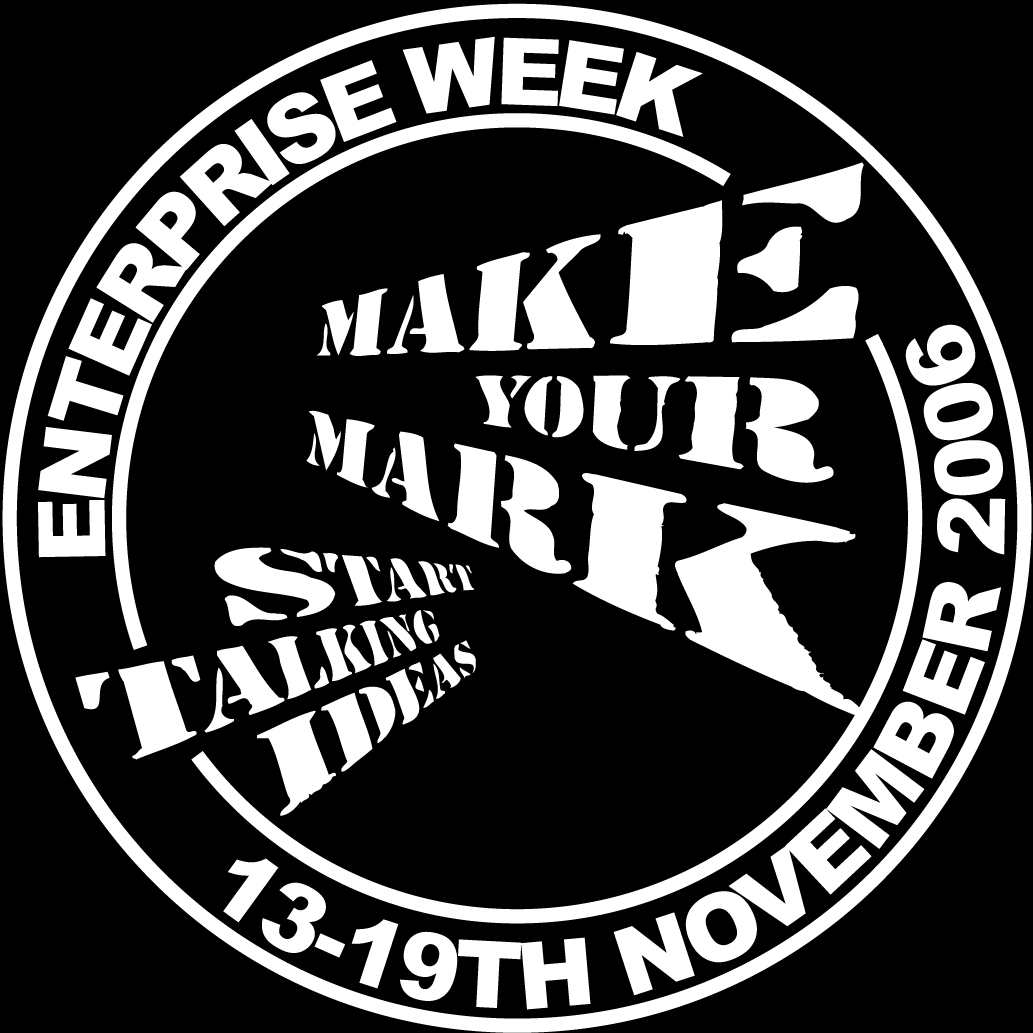 ENTERPRISE WEEK
MAKE
YOUR
MARK
START
TALKING
IDEAS
13-19TH NOVEMBER 2006